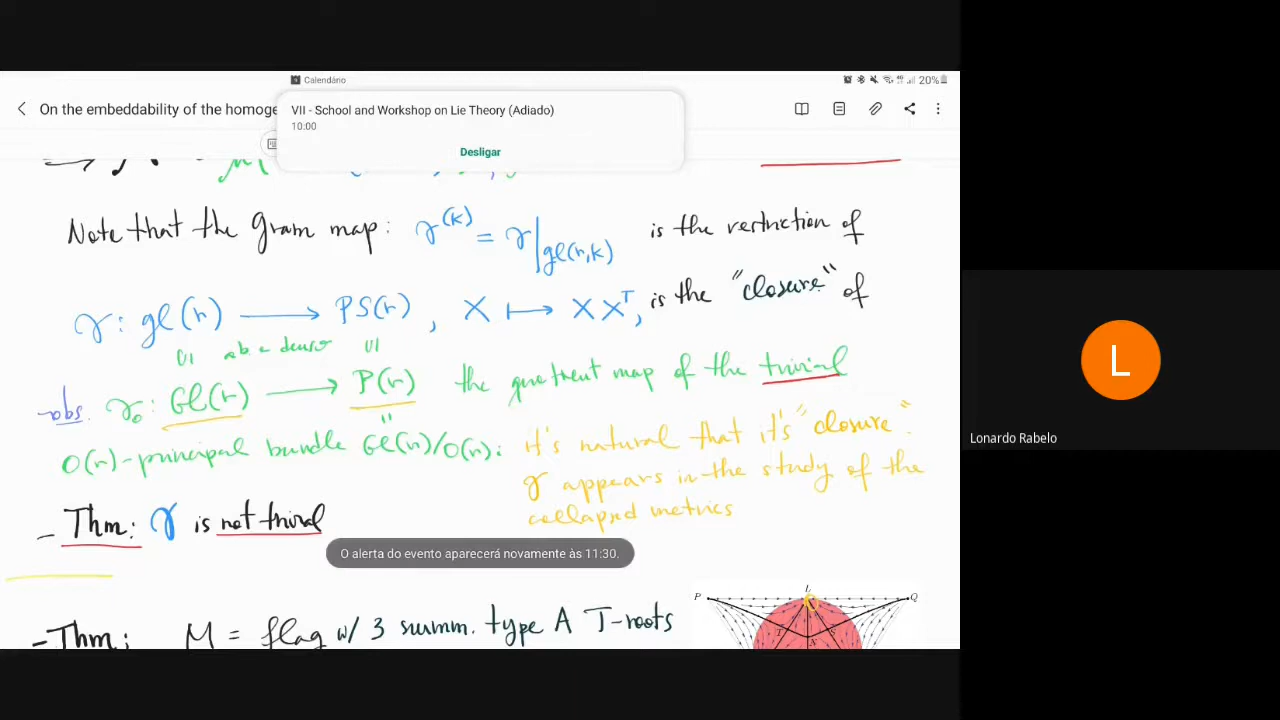 Calendário
20%
On the embeddability of the homoge
VII - School and Workshop on Lie Theory (Adiado)
10:00
Desligar
Note that the Gram map: γ^(k) = γ|gl(n,k) is the restriction of
γ: gl(n) → PS(n), X ↦ XX^T, is the "closure" of
∪| ab e denso ∪|
obs. γ₀: Gl(n) → P(n) the quotient map of the trivial
O(n)-principal bundle Gl(n)/O(n):
it's natural that it's "closure"
γ appears in the study of the
collapsed metrics
- Thm: γ is not trivial
O alerta do evento aparecerá novamente às 11:30.
- Thm: M = flag w/ 3 summ. type A T-roots
P L Q
T X S
L
Lonardo Rabelo